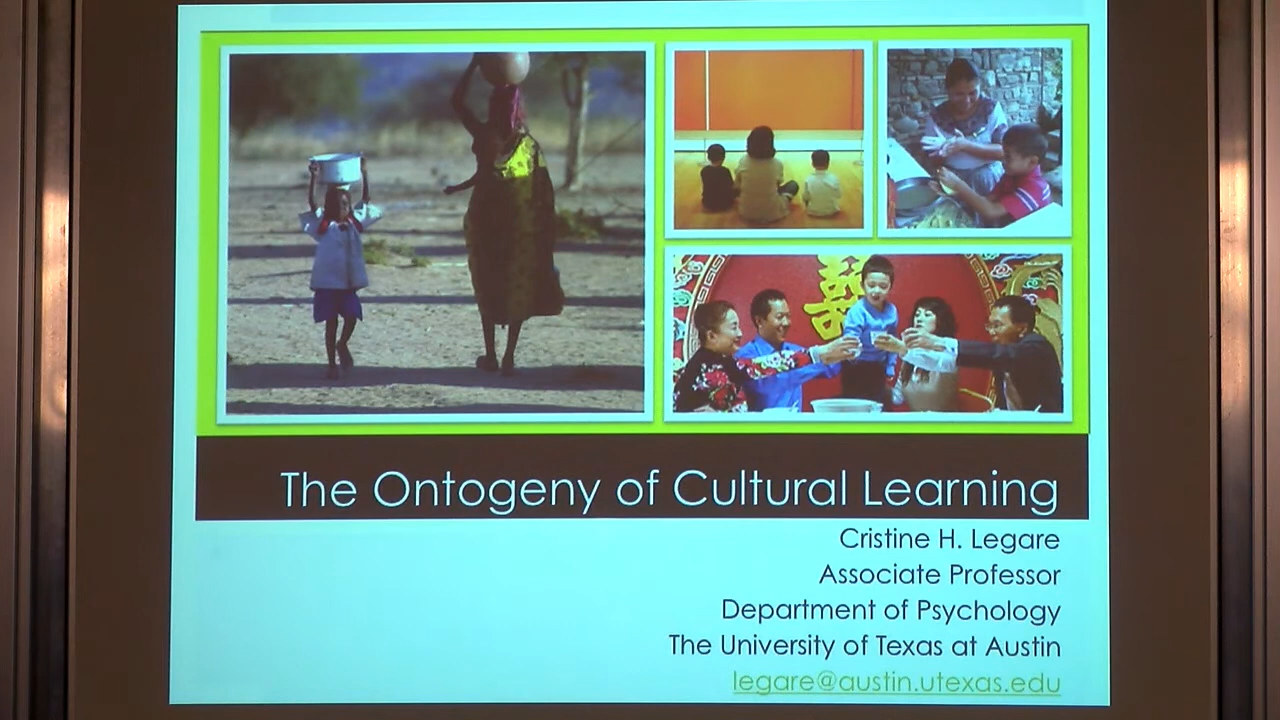 囍
The Ontogeny of Cultural Learning
Cristine H. Legare
Associate Professor
Department of Psychology
The University of Texas at Austin
legare@austin.utexas.edu